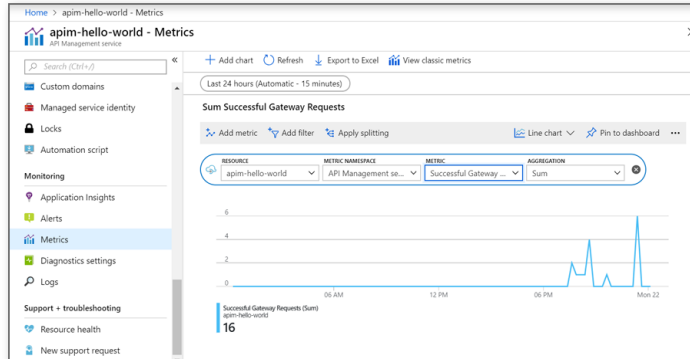 Home > apim-hello-world - Metrics
apim-hello-world - Metrics
API Management service
Search (Ctrl+/)
«
Custom domains
Managed service identity
Locks
Automation script
Monitoring
Application Insights
Alerts
Metrics
Diagnostics settings
Logs
Support + troubleshooting
Resource health
New support request
Add chart Refresh Export to Excel View classic metrics
Last 24 hours (Automatic - 15 minutes)
Sum Successful Gateway Requests
Add metric Add filter Apply splitting Line chart Pin to dashboard ...
RESOURCE METRIC NAMESPACE METRIC AGGREGATION
apim-hello-world API Management se... Successful Gateway ... Sum
6
4
2
0
06 AM 12 PM 06 PM Mon 22
Successful Gateway Requests (Sum)
apim-hello-world
16